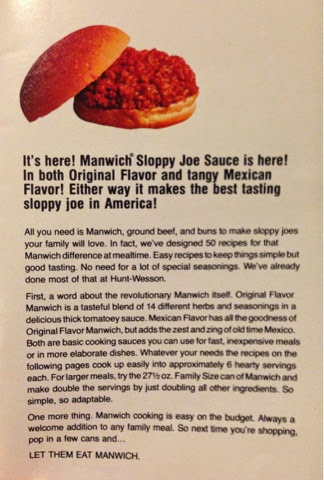 It's here! Manwich® Sloppy Joe Sauce is here!
In both Original Flavor and tangy Mexican
Flavor! Either way it makes the best tasting
sloppy joe in America!
All you need is Manwich, ground beef, and buns to make sloppy joes
your family will love. In fact, we've designed 50 recipes for that
Manwich difference at mealtime. Easy recipes to keep things simple but
good tasting. No need for a lot of special seasonings. We've already
done most of that at Hunt-Wesson.
First, a word about the revolutionary Manwich itself. Original Flavor
Manwich is a tasteful blend of 14 different herbs and seasonings in a
delicious thick tomatoey sauce. Mexican Flavor has all the goodness of
Original Flavor Manwich, but adds the zest and zing of old time Mexico.
Both are basic cooking sauces you can use for fast, inexpensive meals
or in more elaborate dishes. Whatever your needs the recipes on the
following pages cook up easily into approximately 6 hearty servings
each. For larger meals, try the 27½ oz. Family Size can of Manwich and
make double the servings by just doubling all other ingredients. So
simple, so adaptable.
One more thing. Manwich cooking is easy on the budget. Always a
welcome addition to any family meal. So next time you're shopping,
pop in a few cans and...
LET THEM EAT MANWICH.